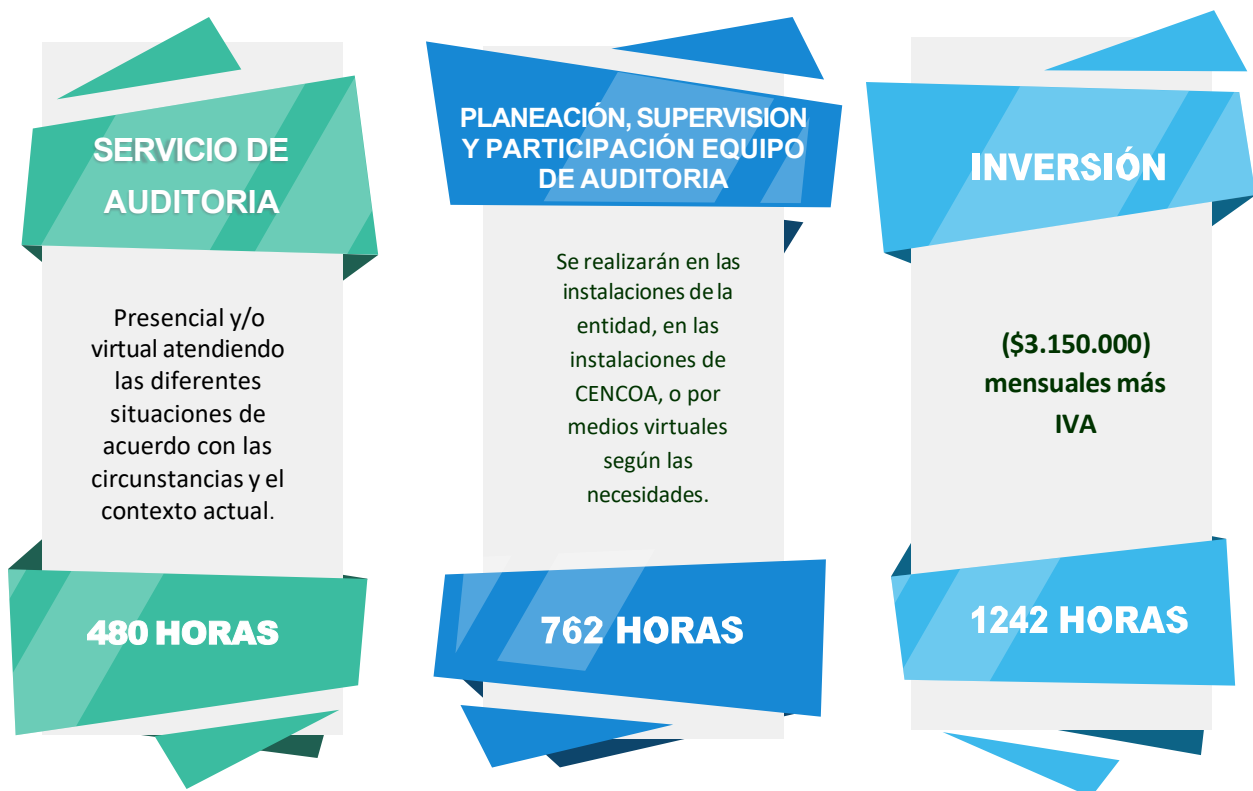 SERVICIO DE
AUDITORIA
Presencial y/o
virtual atendiendo
las diferentes
situaciones de
acuerdo con las
circunstancias y el
contexto actual.
480 HORAS
PLANEACIÓN, SUPERVISION
Y PARTICIPACIÓN EQUIPO
DE AUDITORIA
Se realizarán en las
instalaciones de la
entidad, en las
instalaciones de
CENCOA, o por
medios virtuales
según las
necesidades.
762 HORAS
INVERSIÓN
($3.150.000)
mensuales más
IVA
1242 HORAS